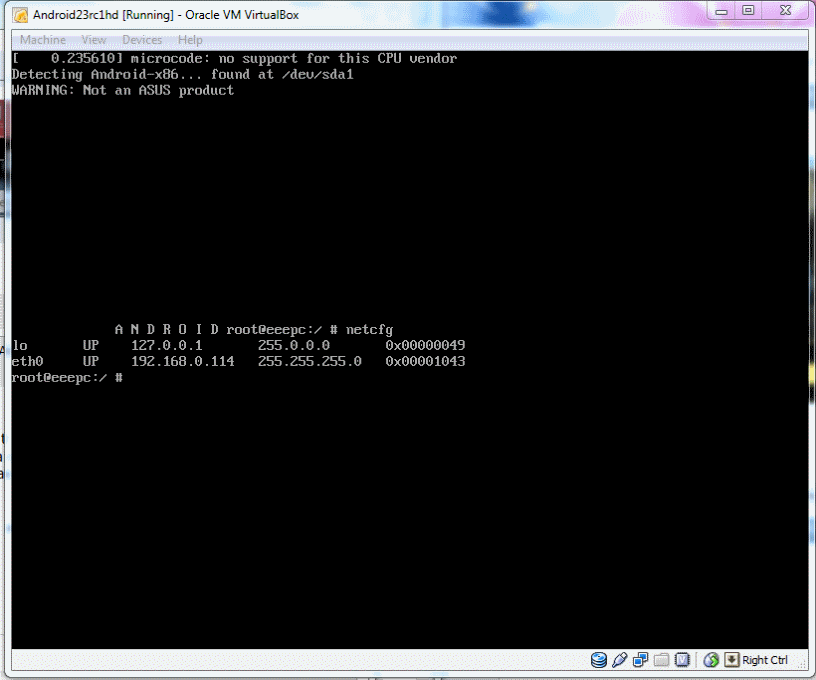 Android23rc1hd [Running] - Oracle VM VirtualBox
Machine View Devices Help
[    0.235610] microcode: no support for this CPU vendor
Detecting Android-x86... found at /dev/sda1
WARNING: Not an ASUS product
A N D R O I D root@eeepc:/ # netcfg
lo       UP    127.0.0.1       255.0.0.0       0x00000049
eth0     UP    192.168.0.114   255.255.255.0   0x00001043
root@eeepc:/ #
Right Ctrl